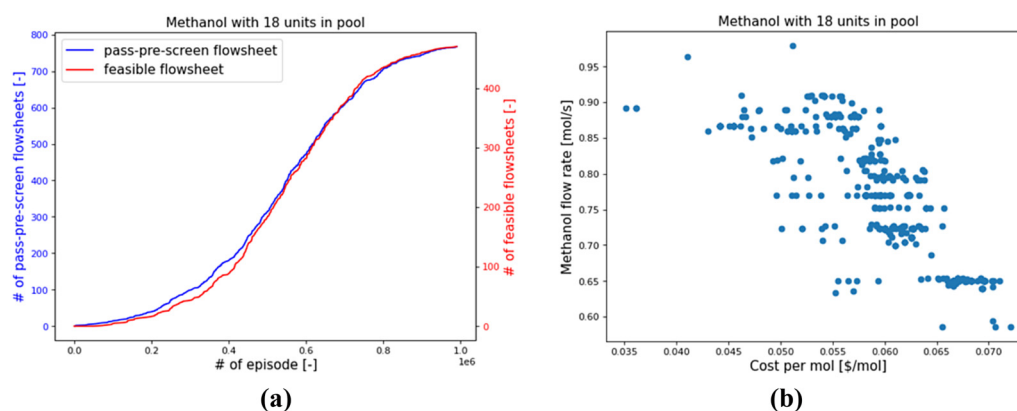 Methanol with 18 units in pool
pass-pre-screen flowsheet
feasible flowsheet
# of pass-pre-screen flowsheets [-]
800
700
600
500
400
300
200
100
0
# of feasible flowsheets [-]
400
300
200
100
0
0.0 0.2 0.4 0.6 0.8 1.0
1e6
# of episode [-]
(a)
Methanol with 18 units in pool
Methanol flow rate [mol/s]
0.95
0.90
0.85
0.80
0.75
0.70
0.65
0.60
0.035 0.040 0.045 0.050 0.055 0.060 0.065 0.070
Cost per mol [$/mol]
(b)